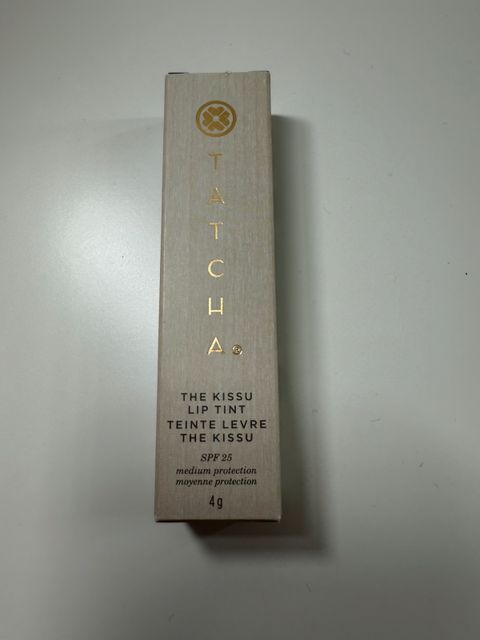 TATCHA®
THE KISSU
LIP TINT
TEINTE LEVRE
THE KISSU
SPF 25
medium protection
moyenne protection
4g